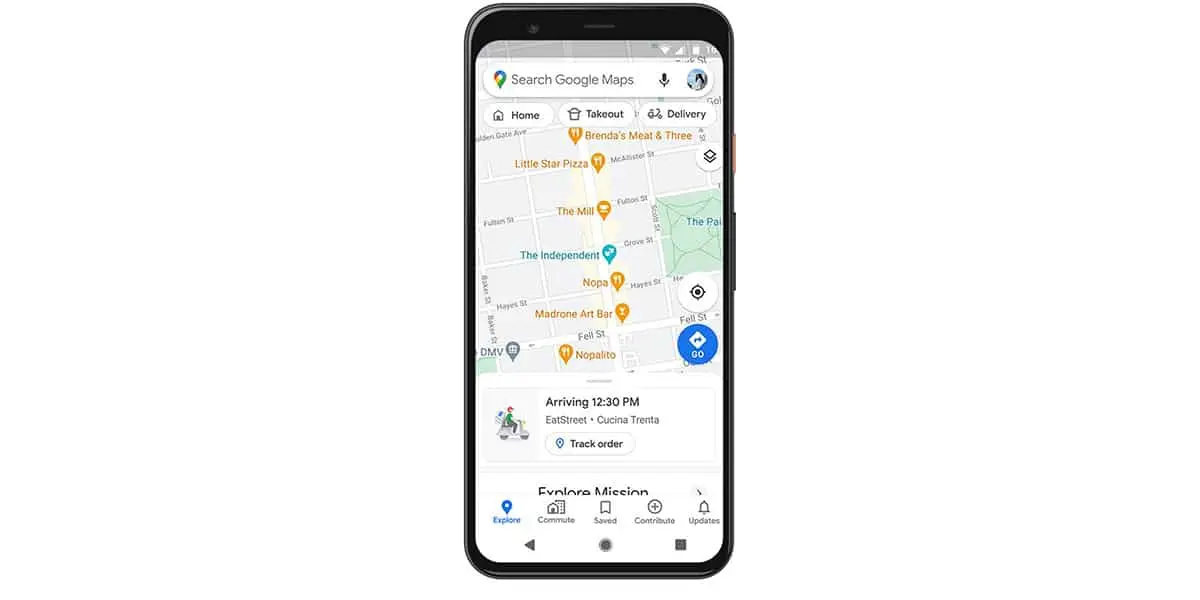 Search Google Maps
Home
Takeout
Delivery
Brenda's Meat & Three
Little Star Pizza
McAllister St
Fulton St
The Mill
Scott St
Fulton St
The Pai
Grove St
The Independent
Nopa
Hayes St
Baker St
Hayes St
Madrone Art Bar
Fell St
Baker St
Fell St
GO
DMV
Nopalito
Arriving 12:30 PM
EatStreet • Cucina Trenta
Track order
Explore Mission
Explore
Commute
Saved
Contribute
Updates